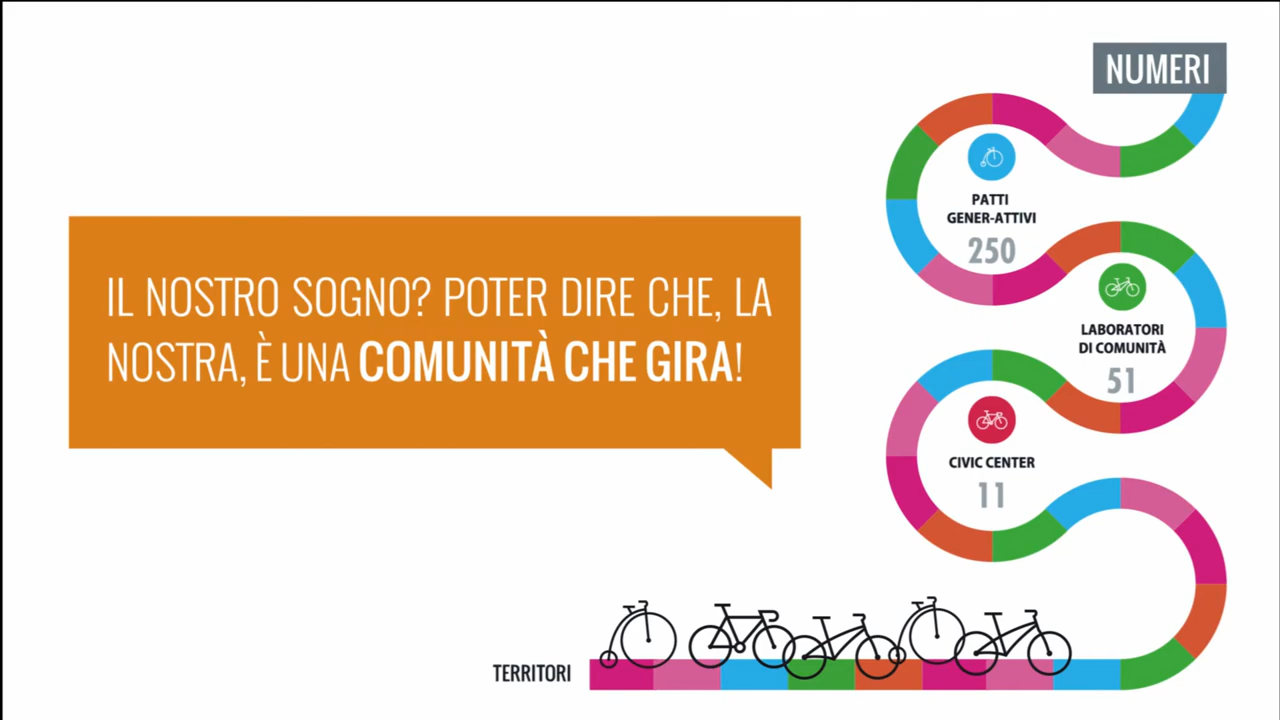 NUMERI
PATTI
GENER-ATTIVI
250
IL NOSTRO SOGNO? POTER DIRE CHE, LA
NOSTRA, È UNA COMUNITÀ CHE GIRA!
LABORATORI
DI COMUNITÀ
51
CIVIC CENTER
11
TERRITORI